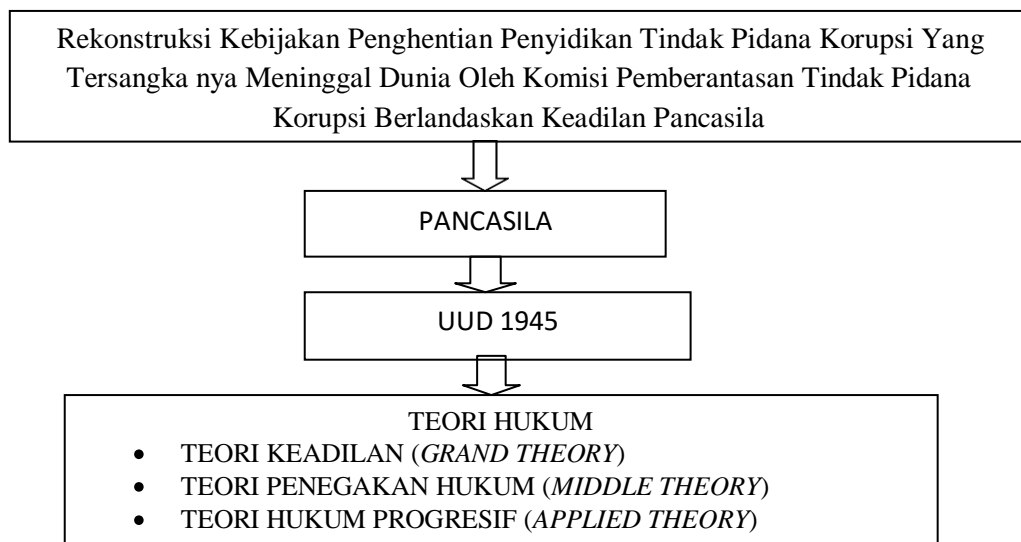 Rekonstruksi Kebijakan Penghentian Penyidikan Tindak Pidana Korupsi Yang
Tersangka nya Meninggal Dunia Oleh Komisi Pemberantasan Tindak Pidana
Korupsi Berlandaskan Keadilan Pancasila
PANCASILA
UUD 1945
TEORI HUKUM
• TEORI KEADILAN (GRAND THEORY)
• TEORI PENEGAKAN HUKUM (MIDDLE THEORY)
• TEORI HUKUM PROGRESIF (APPLIED THEORY)